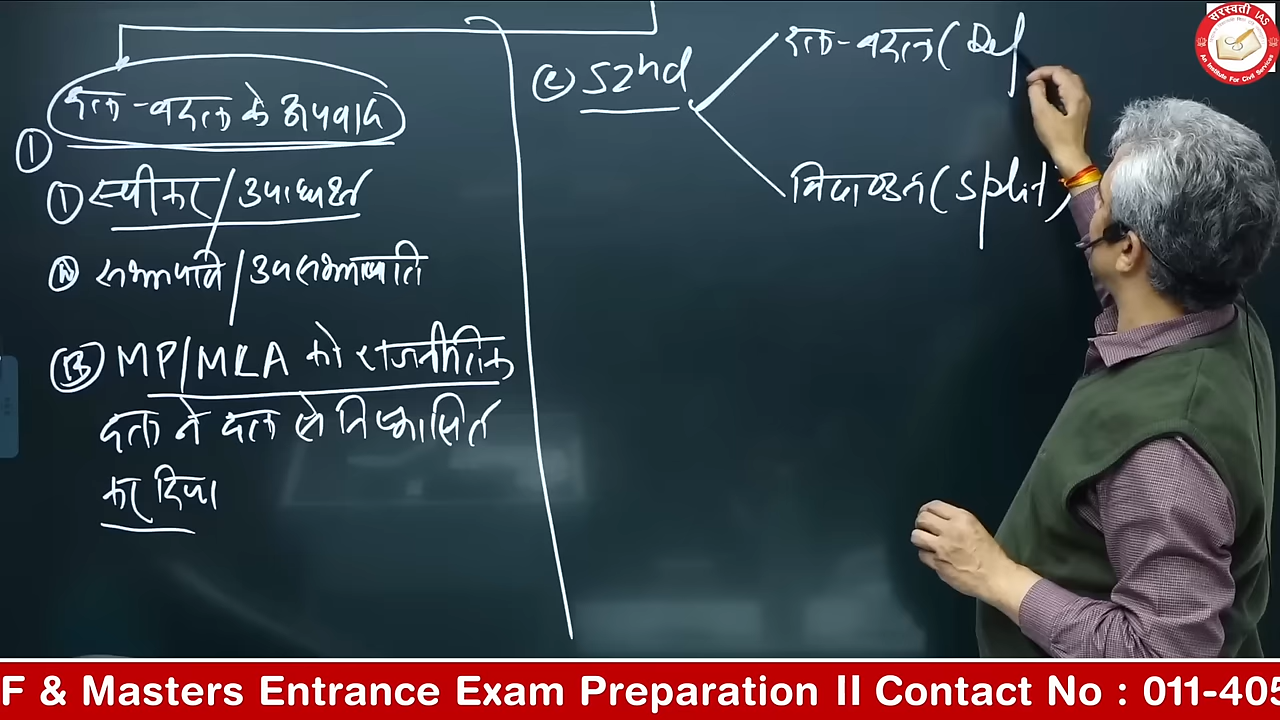 दल-बदल के अपवाद
①
① स्पीकर/उपाध्यक्ष
② सभापति/उपसभापति
③ MP/MLA को राजनीतिक
दल ने दल से निष्कासित
कर दिया
52nd
दल-बदल (Def
विभाजन (Split)
सरस्वती IAS
An Institute For Civil Services
F & Masters Entrance Exam Preparation II Contact No : 011-405